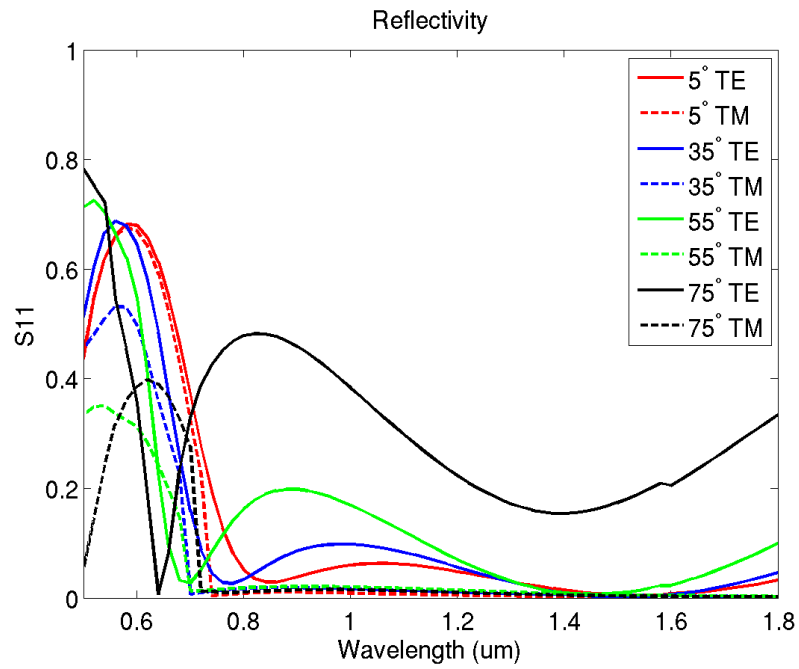 Reflectivity
1
0.8
0.6
0.4
0.2
0
S11
0.6
0.8
1
1.2
1.4
1.6
1.8
Wavelength (um)
5° TE
5° TM
35° TE
35° TM
55° TE
55° TM
75° TE
75° TM